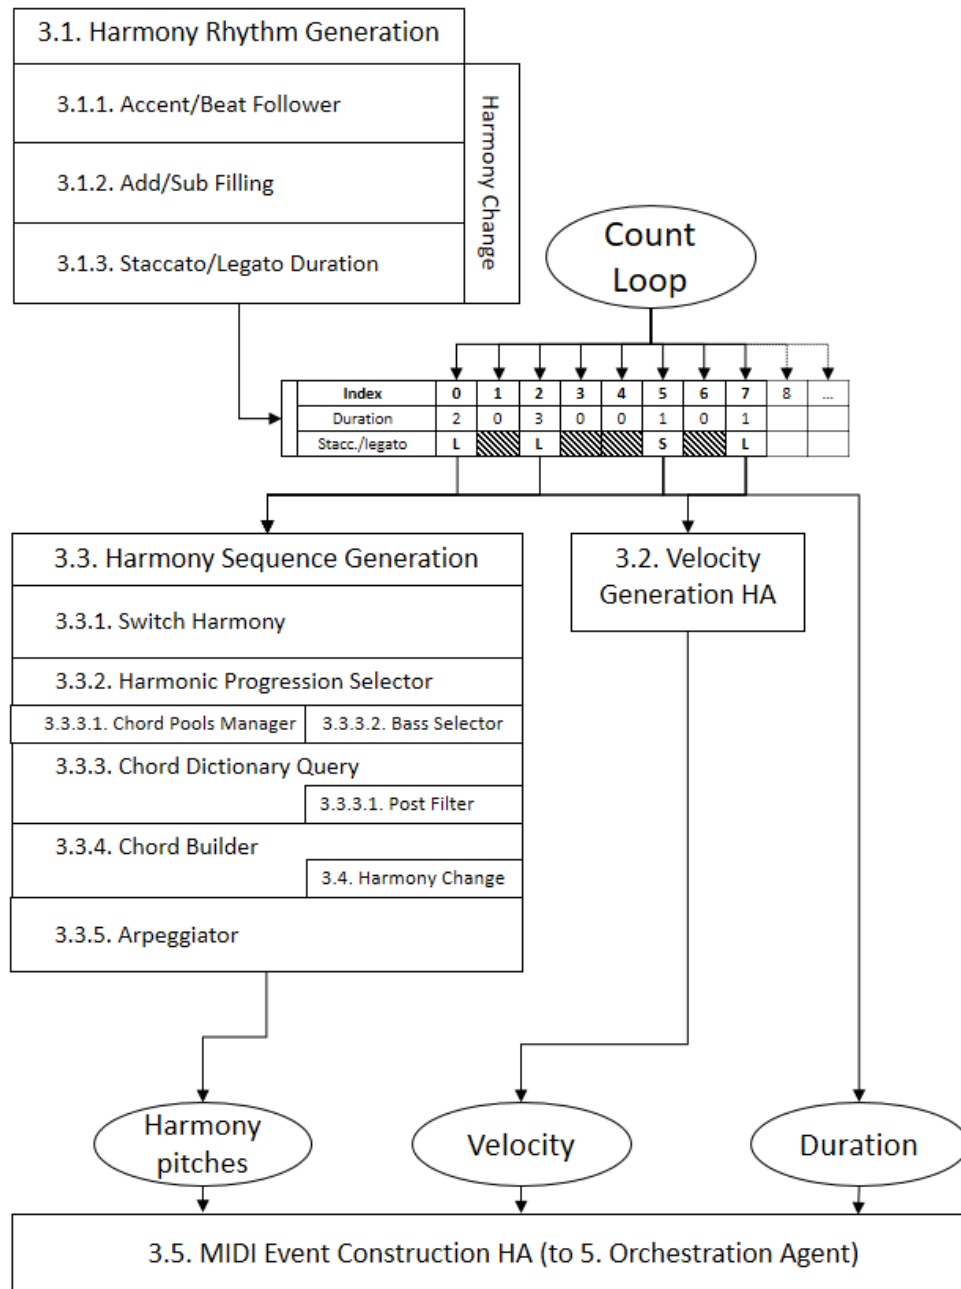 3.1. Harmony Rhythm Generation
3.1.1. Accent/Beat Follower
3.1.2. Add/Sub Filling
3.1.3. Staccato/Legato Duration
Harmony Change
Count
Loop
Index 0 1 2 3 4 5 6 7 8 ...
Duration 2 0 3 0 0 1 0 1
Stacc./legato L L S L
3.3. Harmony Sequence Generation
3.3.1. Switch Harmony
3.3.2. Harmonic Progression Selector
3.3.3.1. Chord Pools Manager
3.3.3.2. Bass Selector
3.3.3. Chord Dictionary Query
3.3.3.1. Post Filter
3.3.4. Chord Builder
3.4. Harmony Change
3.3.5. Arpeggiator
3.2. Velocity
Generation HA
Harmony
pitches
Velocity
Duration
3.5. MIDI Event Construction HA (to 5. Orchestration Agent)